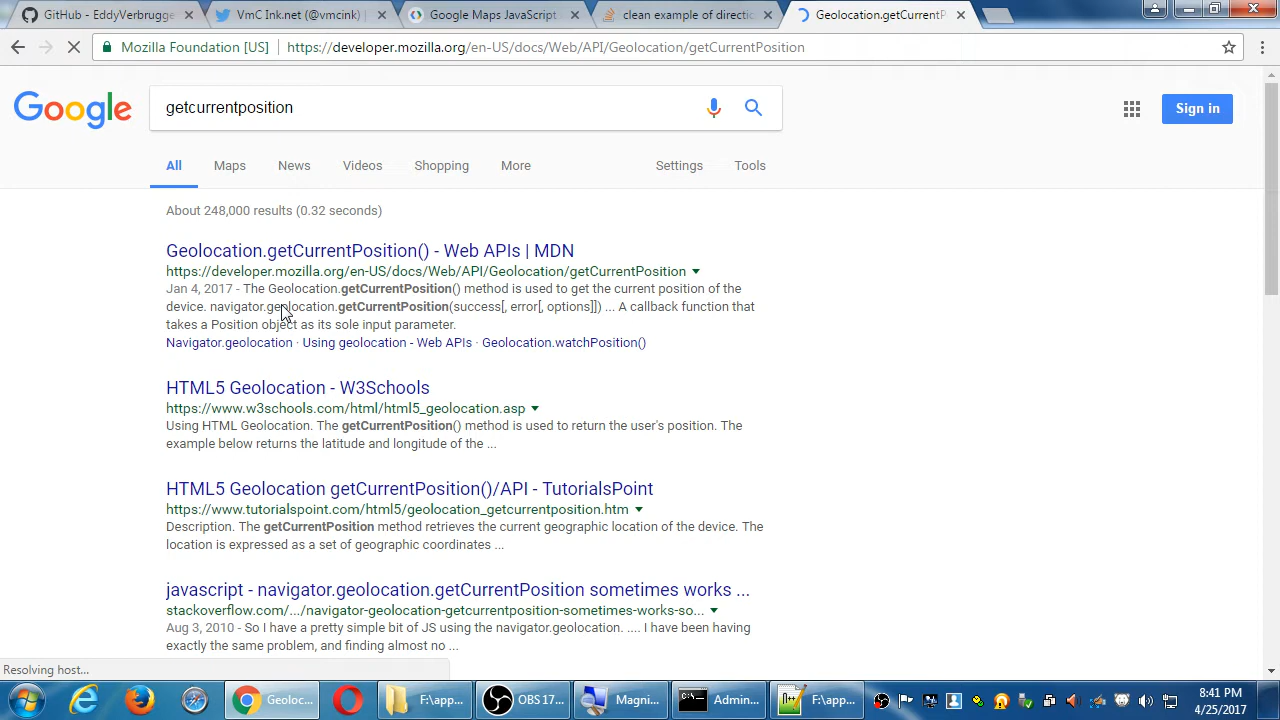 EddyVerbrugge
VmC Ink.net (@vmcink)
Google Maps JavaScri
clean example of directi
Geolocation.getCurrentP
Mozilla Foundation [US]
https://developer.mozilla.org/en-US/docs/Web/API/Geolocation/getCurrentPosition
Google
getcurrentposition
Sign in
All
Maps
News
Videos
Shopping
More
Settings
Tools
About 248,000 results (0.32 seconds)
Geolocation.getCurrentPosition() - Web APIs | MDN
https://developer.mozilla.org/en-US/docs/Web/API/Geolocation/getCurrentPosition
Jan 4, 2017 - The Geolocation.getCurrentPosition() method is used to get the current position of the
device. navigator.geolocation.getCurrentPosition(success[, error[, options]]) ... A callback function that
takes a Position object as its sole input parameter.
Navigator.geolocation · Using geolocation - Web APIs · Geolocation.watchPosition()
HTML5 Geolocation - W3Schools
https://www.w3schools.com/html/html5_geolocation.asp
Using HTML Geolocation. The getCurrentPosition() method is used to return the user's position. The
example below returns the latitude and longitude of the ...
HTML5 Geolocation getCurrentPosition()/API - TutorialsPoint
https://www.tutorialspoint.com/html5/geolocation_getcurrentposition.htm
Description. The getCurrentPosition method retrieves the current geographic location of the device. The
location is expressed as a set of geographic coordinates ...
javascript - navigator.geolocation.getCurrentPosition sometimes works ...
stackoverflow.com/.../navigator-geolocation-getcurrentposition-sometimes-works-so...
Aug 3, 2010 - So I have a pretty simple bit of JS using the navigator.geolocation. .... I have been having
exactly the same problem, and finding almost no ...
Resolving host...
Geoloc...
F:\app...
OBS 17...
Magni...
Admin...
F:\app...
8:41 PM
4/25/2017